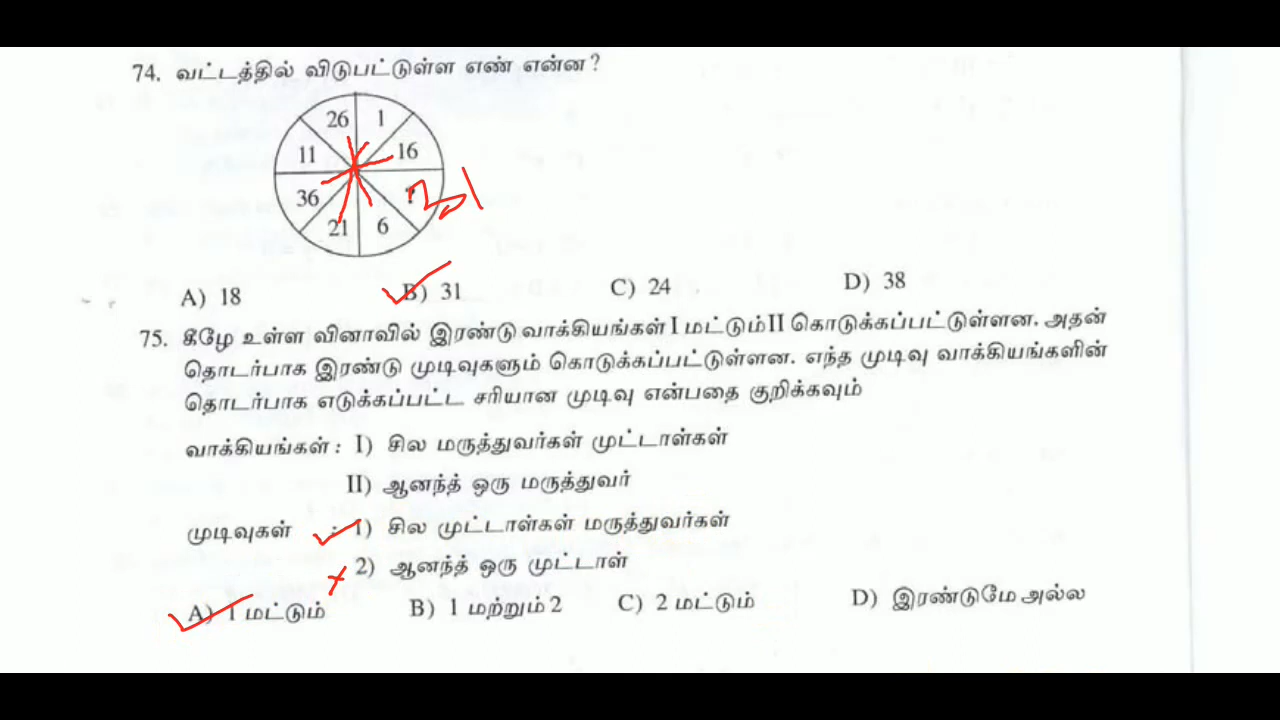 74. வட்டத்தில் விடுபட்டுள்ள எண் என்ன ?
26 1
11 16
36 ? 31
21 6
A) 18 B) 31 C) 24 D) 38
75. கீழே உள்ள வினாவில் இரண்டு வாக்கியங்கள் I மட்டும் II கொடுக்கப்பட்டுள்ளன. அதன்
தொடர்பாக இரண்டு முடிவுகளும் கொடுக்கப்பட்டுள்ளன. எந்த முடிவு வாக்கியங்களின்
தொடர்பாக எடுக்கப்பட்ட சரியான முடிவு என்பதை குறிக்கவும்
வாக்கியங்கள் : I) சில மருத்துவர்கள் முட்டாள்கள்
II) ஆனந்த் ஒரு மருத்துவர்
முடிவுகள் : 1) சில முட்டாள்கள் மருத்துவர்கள்
2) ஆனந்த் ஒரு முட்டாள்
A) 1 மட்டும் B) 1 மற்றும் 2 C) 2 மட்டும் D) இரண்டுமே அல்ல